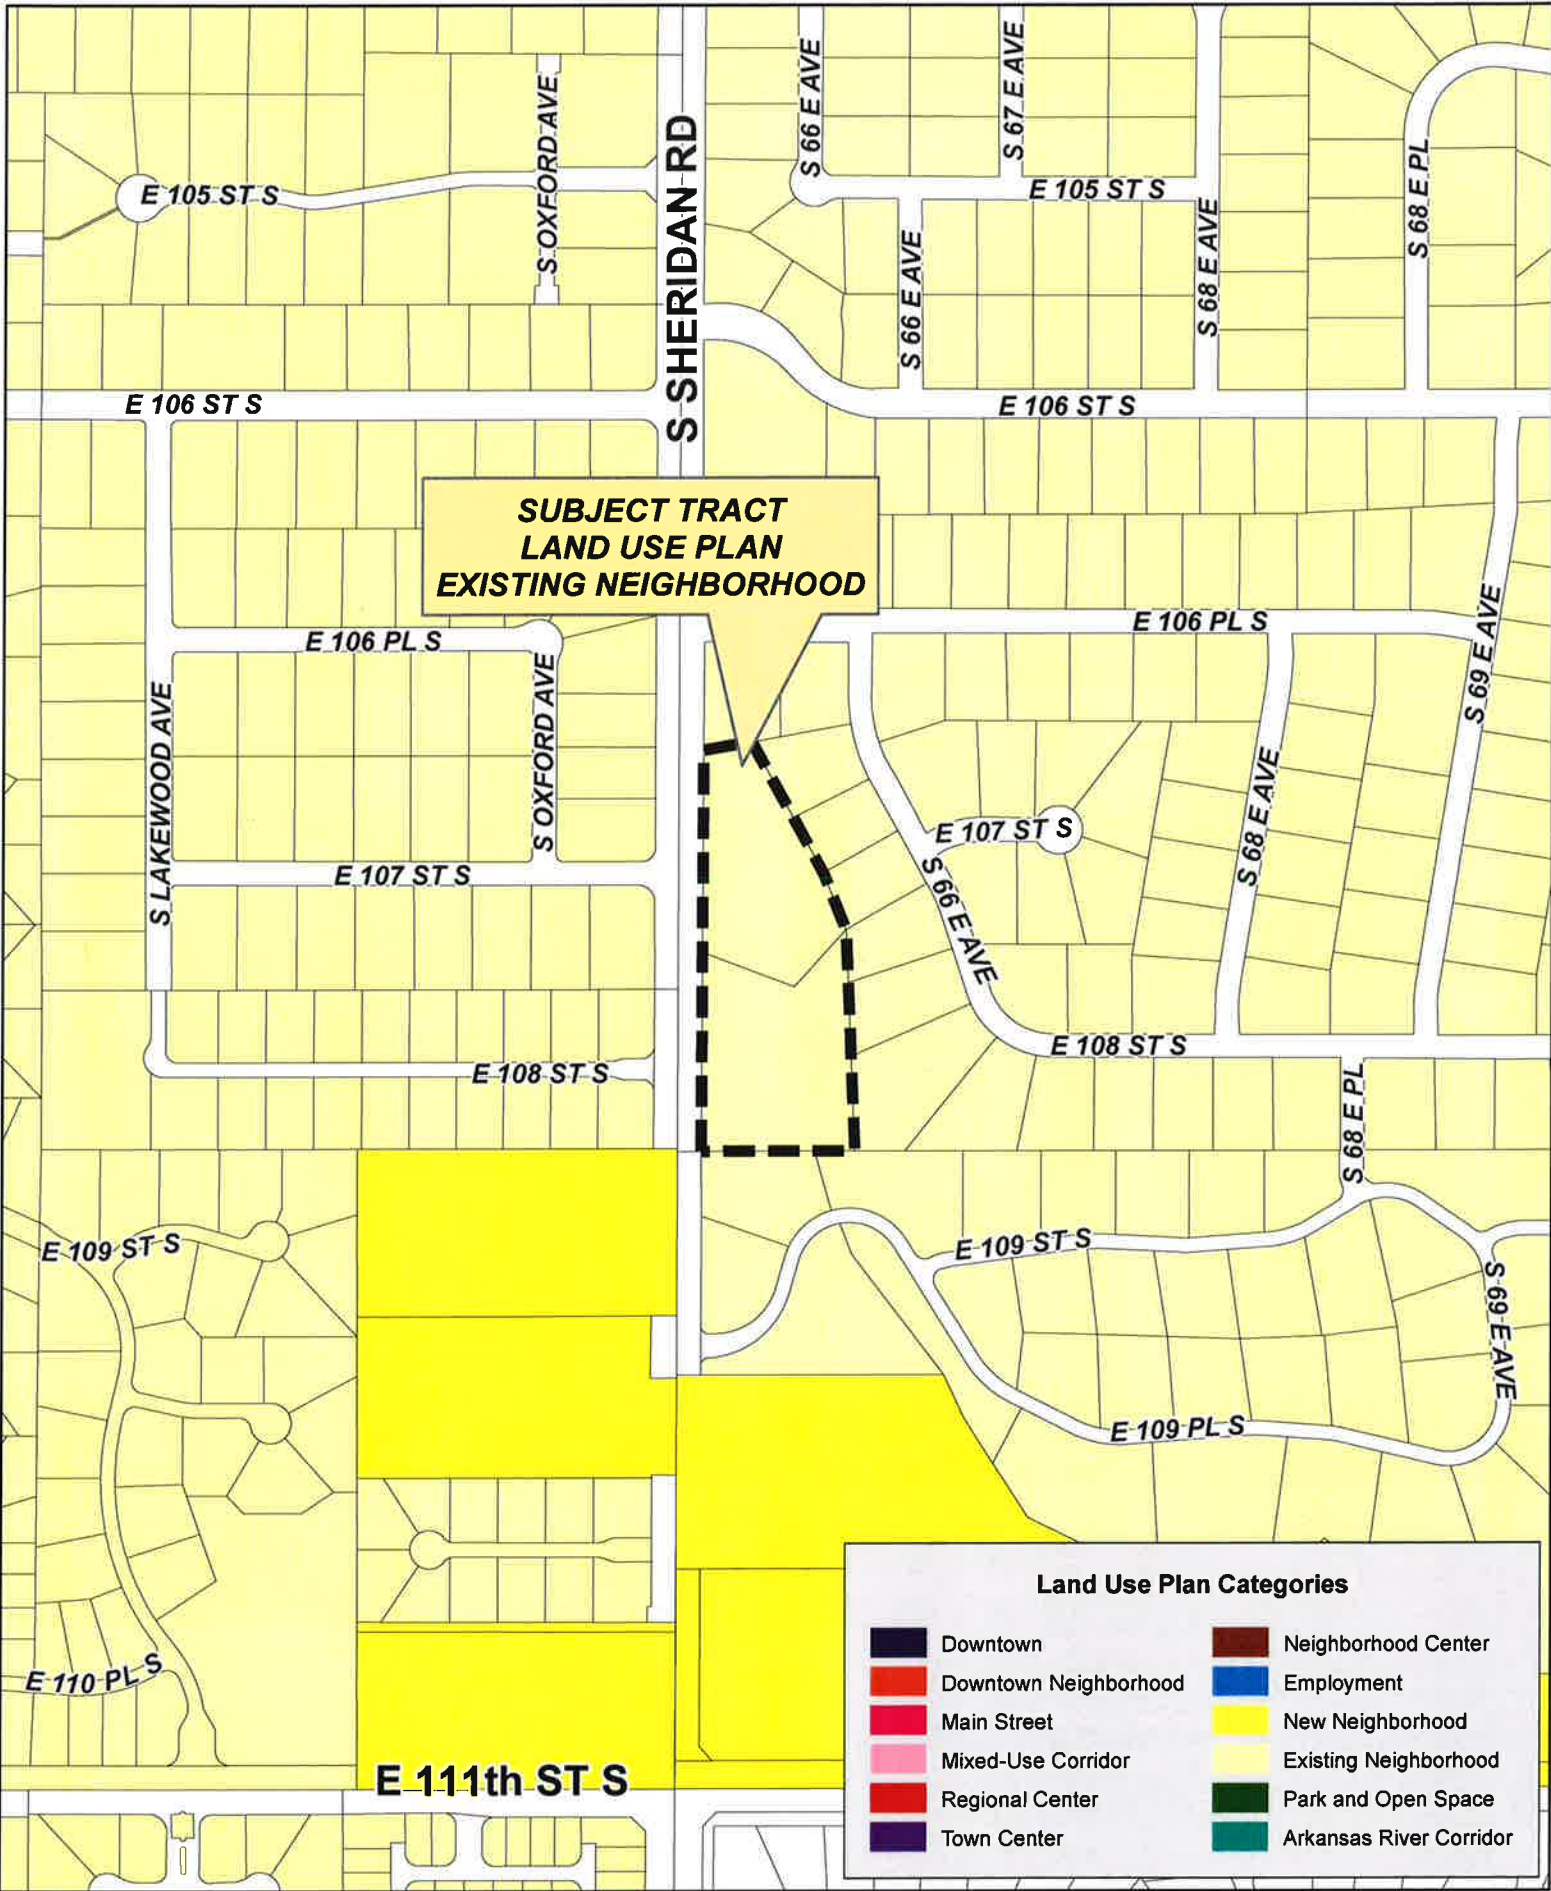 S 66 E AVE
S 67 E AVE
S OXFORD AVE
S SHERIDAN RD
E 105 ST S
E 105 ST S
S 68 E PL
S 66 E AVE
S 68 E AVE
E 106 ST S
E 106 ST S
SUBJECT TRACT
LAND USE PLAN
EXISTING NEIGHBORHOOD
E 106 PL S
E 106 PL S
S 69 E AVE
S LAKEWOOD AVE
S OXFORD AVE
E 107 ST S
S 68 E AVE
E 107 ST S
S 66 E AVE
E 108 ST S
E 108 ST S
S 68 E PL
E 109 ST S
E 109 ST S
S 69 E AVE
E 109 PL S
E 110 PL S
E 111th ST S
Land Use Plan Categories
Downtown
Downtown Neighborhood
Main Street
Mixed-Use Corridor
Regional Center
Town Center
Neighborhood Center
Employment
New Neighborhood
Existing Neighborhood
Park and Open Space
Arkansas River Corridor